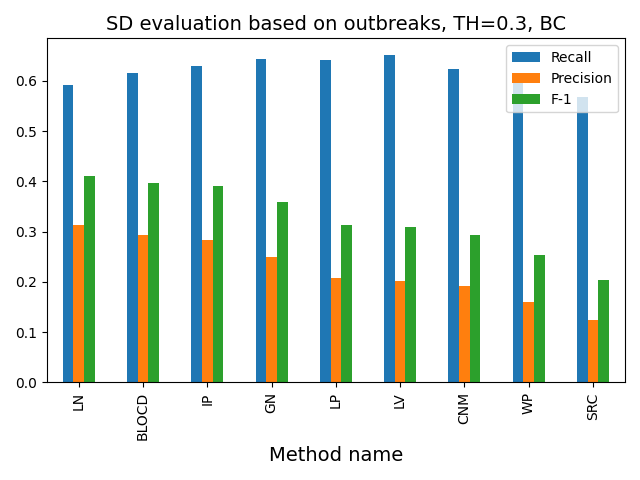 SD evaluation based on outbreaks, TH=0.3, BC
Recall
Precision
F-1
0.6
0.5
0.4
0.3
0.2
0.1
0.0
LN
BLOCD
IP
GN
LP
LV
CNM
WP
SRC
Method name